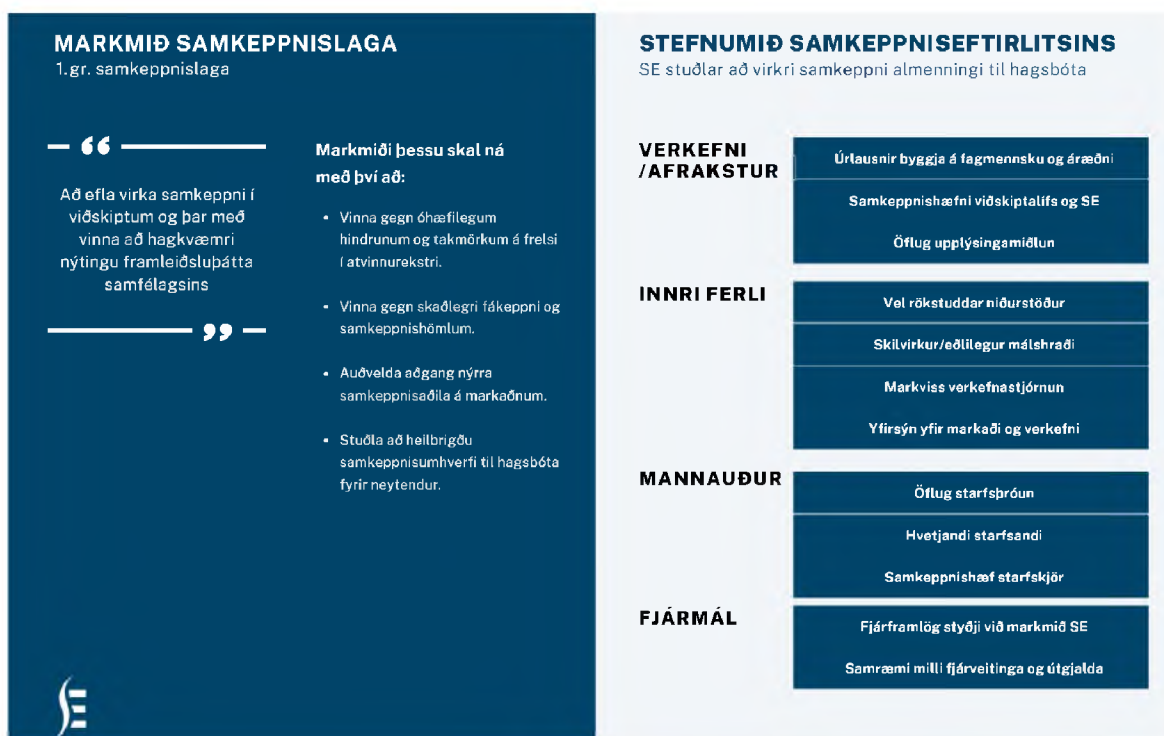 MARKMIÐ SAMKEPPNISLAGA
1.gr. samkeppnislaga
“
Að efla virka samkeppni í
viðskiptum og þar með
vinna að hagkvæmri
nýtingu framleiðsluþátta
samfélagsins
”
Markmiði þessu skal ná
með því að:
• Vinna gegn óhæfilegum
hindrunum og takmörkum á frelsi
í atvinnurekstri.
• Vinna gegn skaðlegri fákeppni og
samkeppnishömlum.
• Auðvelda aðgang nýrra
samkeppnisaðila á markaðnum.
• Stuðla að heilbrigðu
samkeppnisumhverfi til hagsbóta
fyrir neytendur.
SE
STEFNUMIÐ SAMKEPPNISEFTIRLITSINS
SE stuðlar að virkri samkeppni almenningi til hagsbóta
VERKEFNI
/AFRAKSTUR
Úrlausnir byggja á fagmennsku og áræðni
Samkeppnishæfni viðskiptalífs og SE
Öflug upplýsingamiðlun
INNRI FERLI
Vel rökstuddar niðurstöður
Skilvirkur/eðlilegur málshraði
Markviss verkefnastjórnun
Yfirsýn yfir markaði og verkefni
MANNAUÐUR
Öflug starfsþróun
Hvetjandi starfsandi
Samkeppnishæf starfskjör
FJÁRMÁL
Fjárframlög styðji við markmið SE
Samræmi milli fjárveitinga og útgjalda